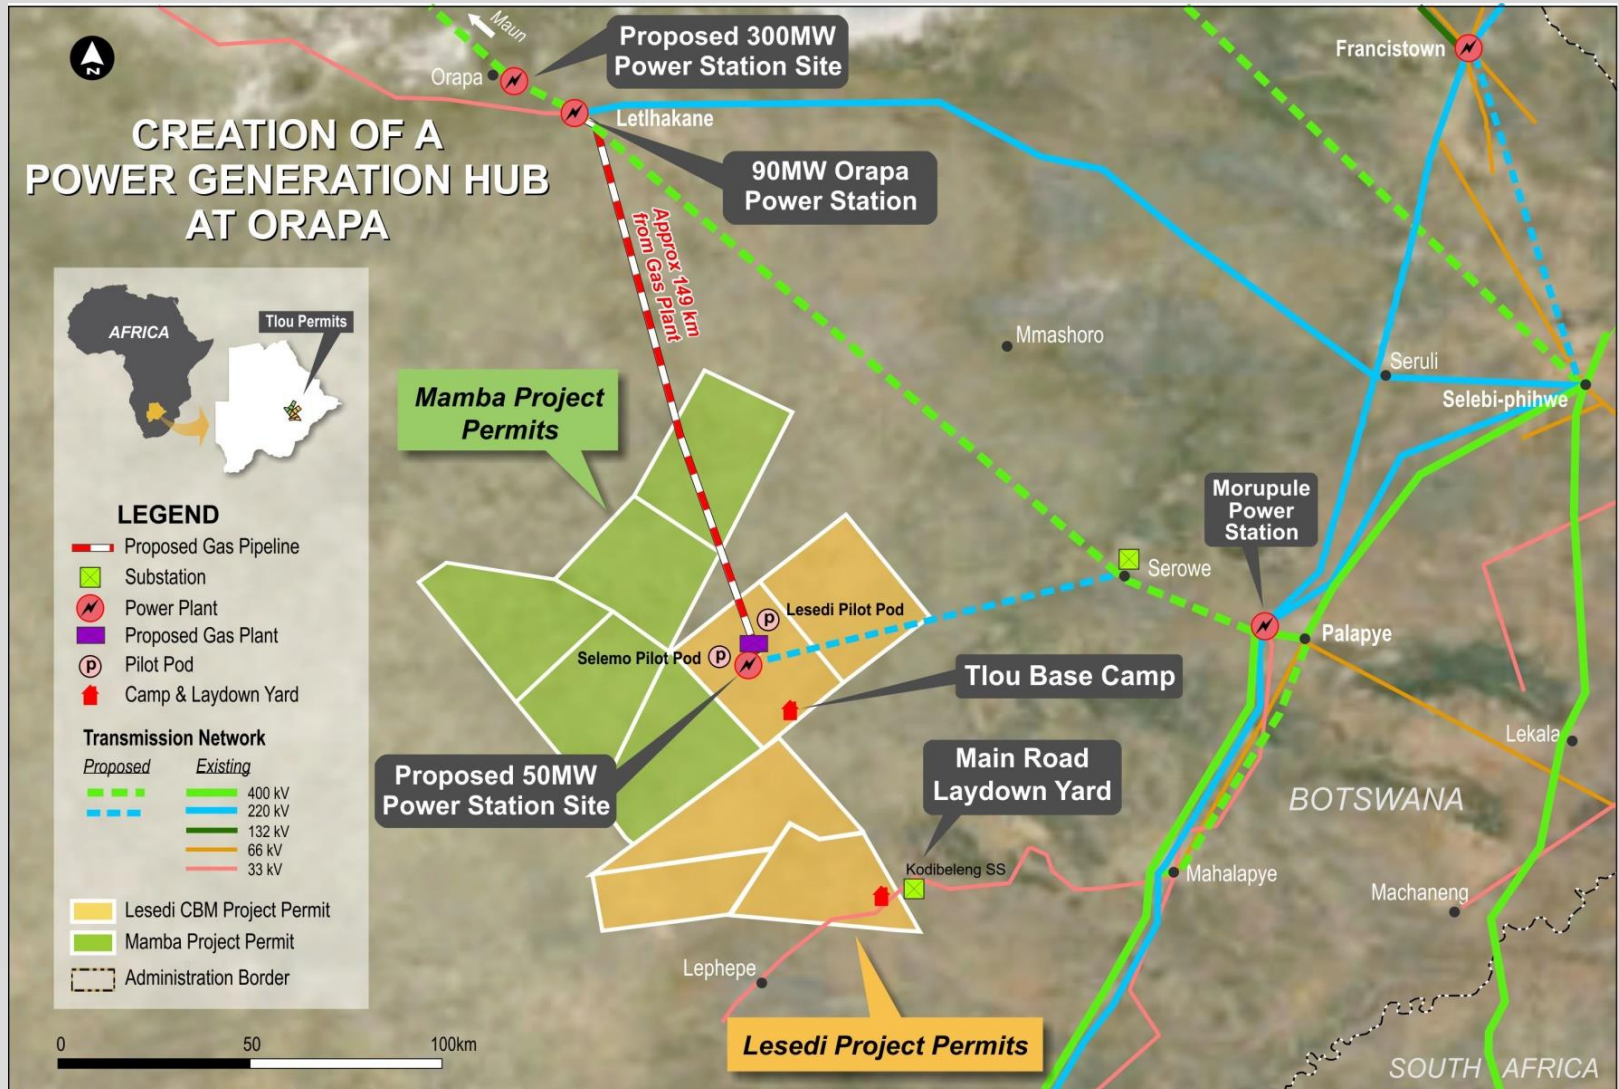 CREATION OF A
POWER GENERATION HUB
AT ORAPA
Maun
Orapa
Proposed 300MW
Power Station Site
Letlhakane
90MW Orapa
Power Station
Francistown
Approx 149 km
from Gas Plant
Mmashoro
Seruli
Selebi-phihwe
Mamba Project
Permits
Morupule
Power
Station
Serowe
Palapye
Lesedi Pilot Pod
p
Selemo Pilot Pod
p
Tlou Base Camp
Proposed 50MW
Power Station Site
Main Road
Laydown Yard
Kodibeleng SS
Mahalapye
Lekala
BOTSWANA
Machaneng
Lephepe
Lesedi Project Permits
SOUTH AFRICA
N
AFRICA
Tlou Permits
LEGEND
Proposed Gas Pipeline
Substation
Power Plant
Proposed Gas Plant
p Pilot Pod
Camp & Laydown Yard
Transmission Network
Proposed Existing
400 kV
220 kV
132 kV
66 kV
33 kV
Lesedi CBM Project Permit
Mamba Project Permit
Administration Border
0 50 100km